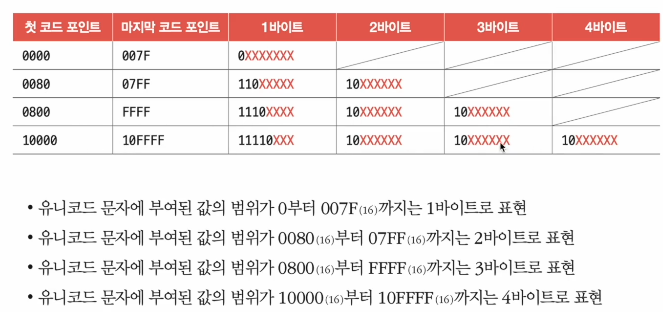 첫 코드 포인트 마지막 코드 포인트 1바이트 2바이트 3바이트 4바이트
0000 007F 0XXXXXXX
0080 07FF 110XXXXX 10XXXXXX
0800 FFFF 1110XXXX 10XXXXXX 10XXXXXX
10000 10FFFF 11110XXX 10XXXXXX 10XXXXXX 10XXXXXX
• 유니코드 문자에 부여된 값의 범위가 0부터 007F(16)까지는 1바이트로 표현
• 유니코드 문자에 부여된 값의 범위가 0080(16)부터 07FF(16)까지는 2바이트로 표현
• 유니코드 문자에 부여된 값의 범위가 0800(16)부터 FFFF(16)까지는 3바이트로 표현
• 유니코드 문자에 부여된 값의 범위가 10000(16)부터 10FFFF(16)까지는 4바이트로 표현